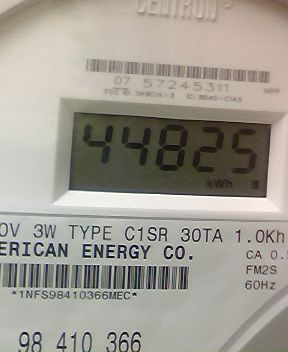 CENTRON®
07 57245311
44825
kWh
0V 3W TYPE C1SR 30TA 1.0Kh
ERICAN ENERGY CO.
CA 0.
FM2S
60Hz
*1NFS98410366MEC*
98 410 366